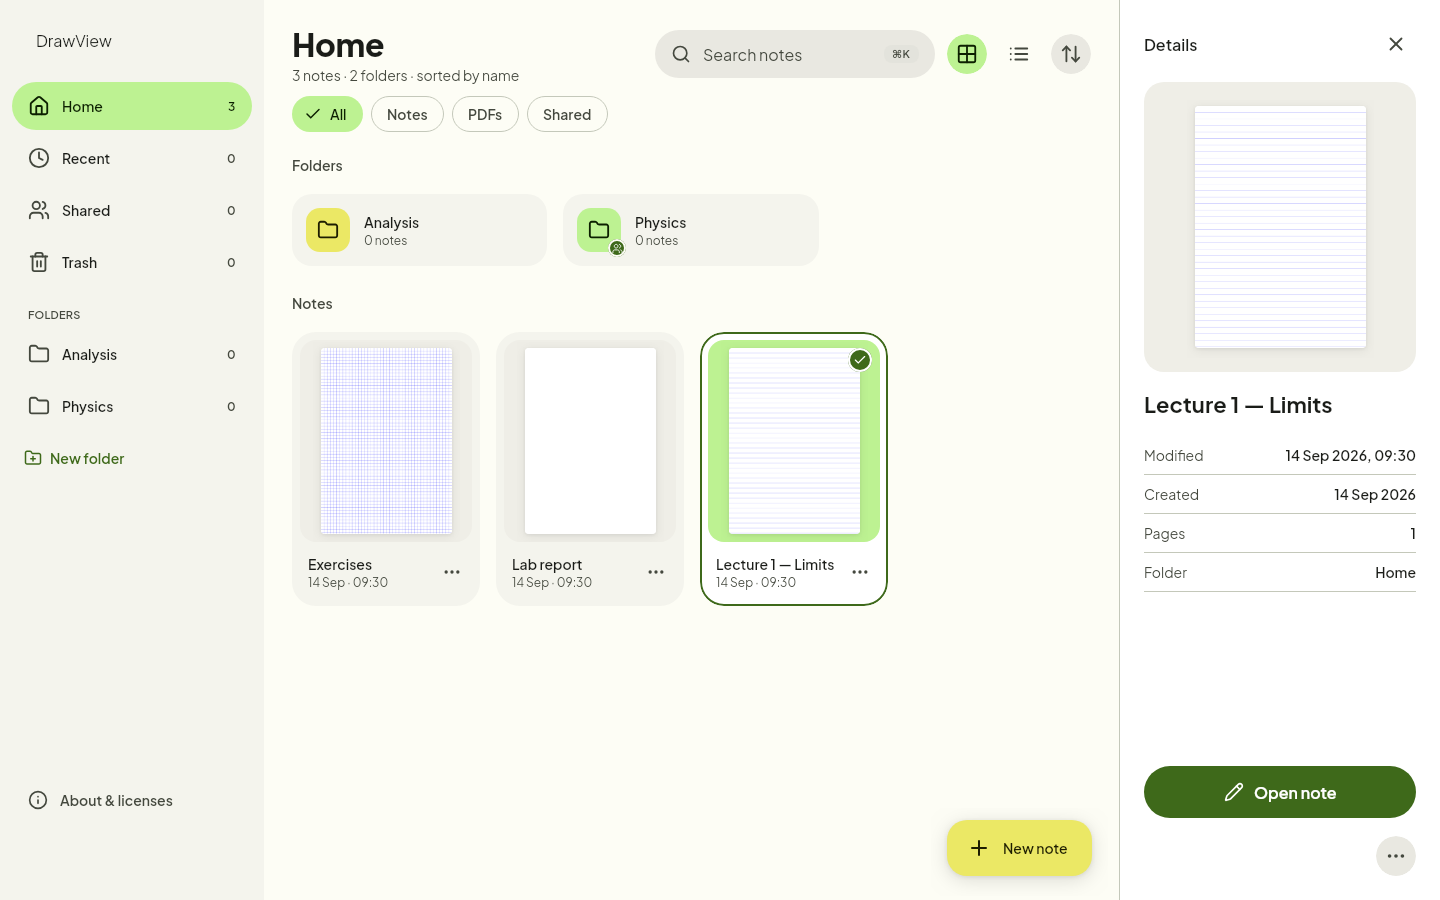 DrawView
Home 3
Recent 0
Shared 0
Trash 0
FOLDERS
Analysis 0
Physics 0
New folder
About & licenses
Home
3 notes · 2 folders · sorted by name
Search notes ⌘K
All Notes PDFs Shared
Folders
Analysis
0 notes
Physics
0 notes
Notes
Exercises
14 Sep · 09:30
Lab report
14 Sep · 09:30
Lecture 1 — Limits
14 Sep · 09:30
New note
Details
Lecture 1 — Limits
Modified 14 Sep 2026, 09:30
Created 14 Sep 2026
Pages 1
Folder Home
Open note